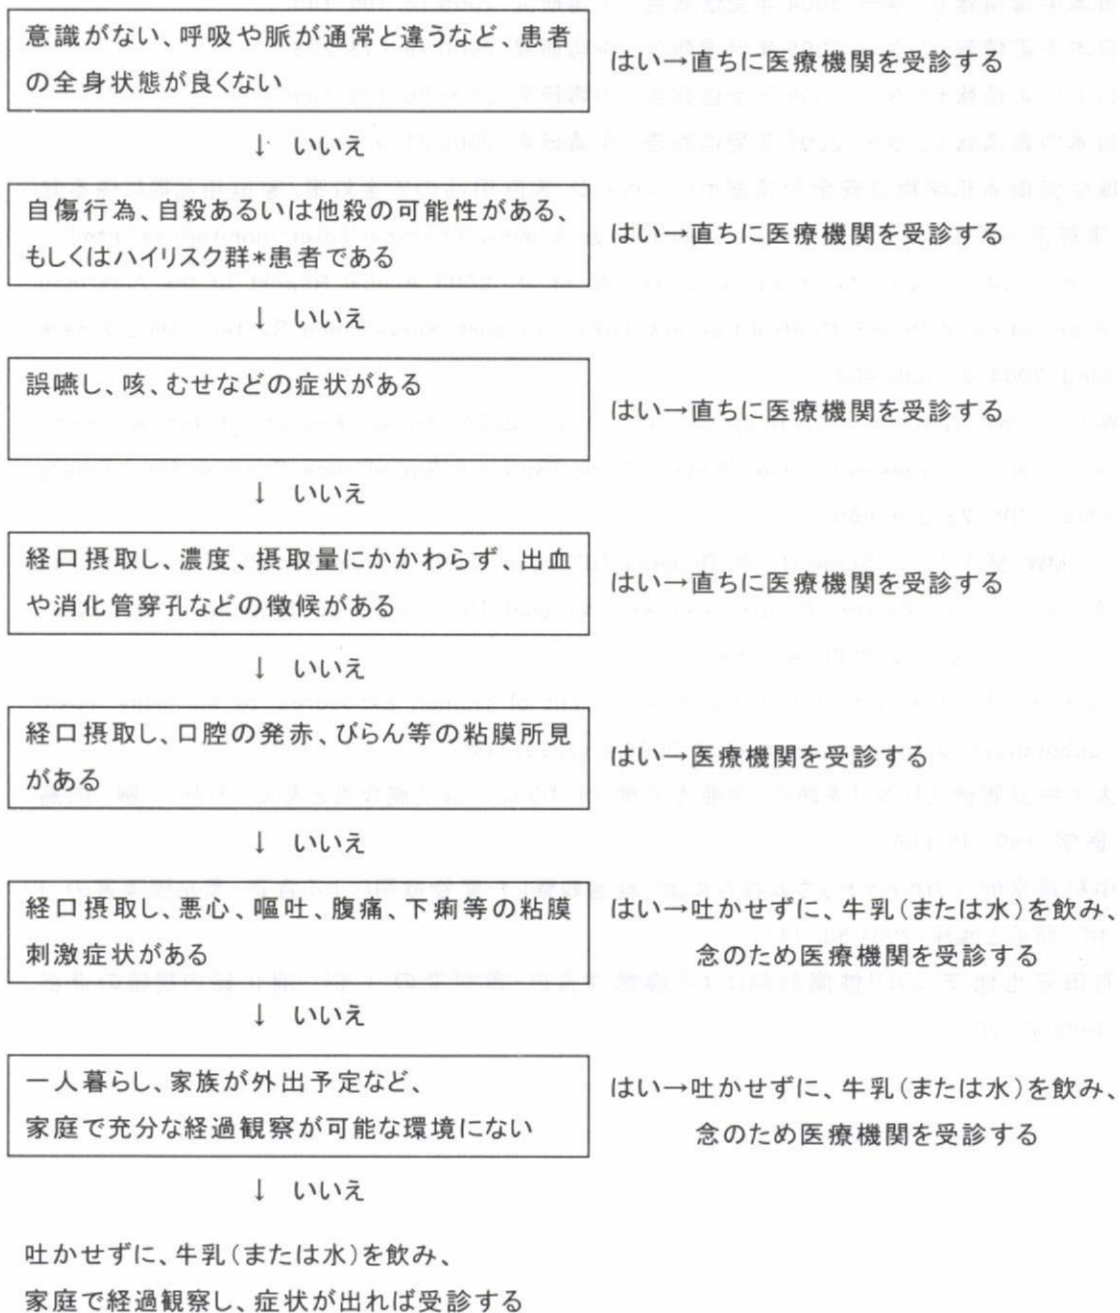 意識がない、呼吸や脈が通常と違うなど、患者
の全身状態が良くない
はい→直ちに医療機関を受診する
↓ いいえ
自傷行為、自殺あるいは他殺の可能性がある、
もしくはハイリスク群*患者である
はい→直ちに医療機関を受診する
↓ いいえ
誤嚥し、咳、むせなどの症状がある
はい→直ちに医療機関を受診する
↓ いいえ
経口摂取し、濃度、摂取量にかかわらず、出血
や消化管穿孔などの徴候がある
はい→直ちに医療機関を受診する
↓ いいえ
経口摂取し、口腔の発赤、びらん等の粘膜所見
がある
はい→医療機関を受診する
↓ いいえ
経口摂取し、悪心、嘔吐、腹痛、下痢等の粘膜
刺激症状がある
はい→吐かせずに、牛乳(または水)を飲み、
念のため医療機関を受診する
↓ いいえ
一人暮らし、家族が外出予定など、
家庭で充分な経過観察が可能な環境にない
はい→吐かせずに、牛乳(または水)を飲み、
念のため医療機関を受診する
↓ いいえ
吐かせずに、牛乳(または水)を飲み、
家庭で経過観察し、症状が出れば受診する